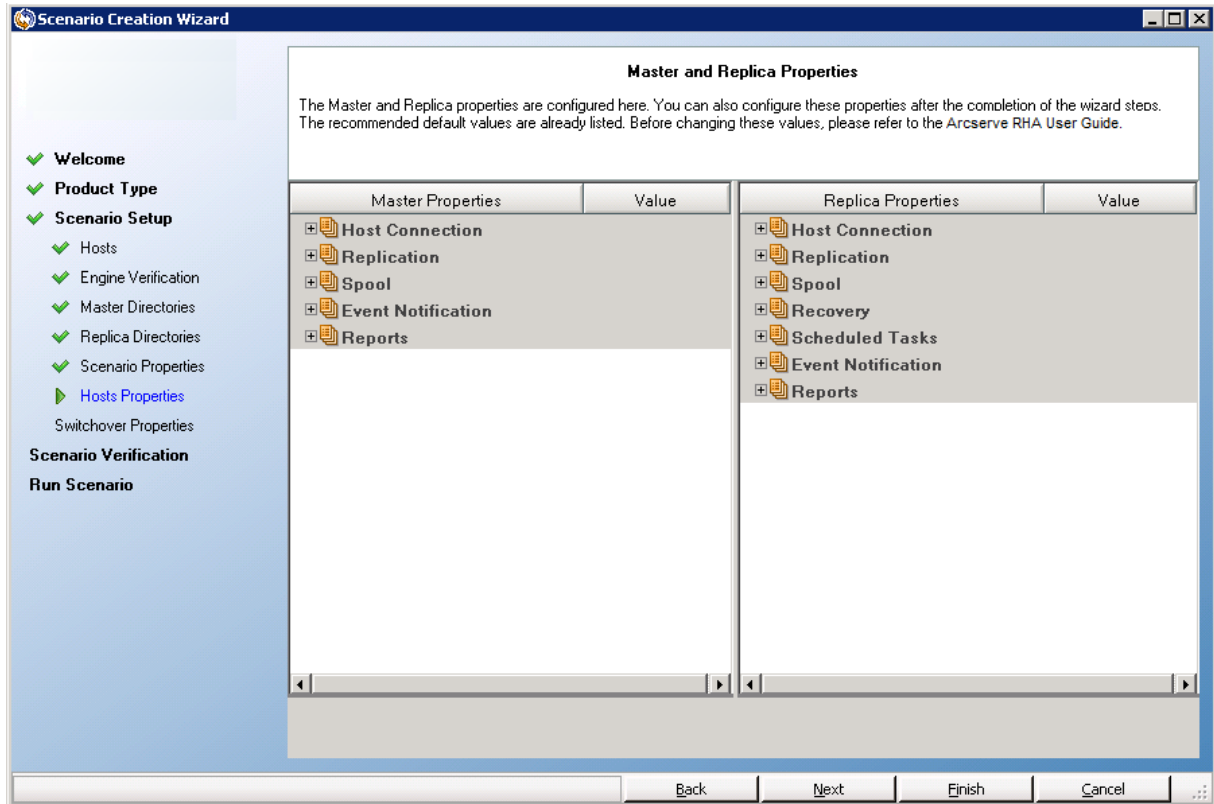 Scenario Creation Wizard
Master and Replica Properties
The Master and Replica properties are configured here. You can also configure these properties after the completion of the wizard steps.
The recommended default values are already listed. Before changing these values, please refer to the Arcserve RHA User Guide.
Welcome
Product Type
Scenario Setup
Hosts
Engine Verification
Master Directories
Replica Directories
Scenario Properties
Hosts Properties
Switchover Properties
Scenario Verification
Run Scenario
Master Properties Value
Host Connection
Replication
Spool
Event Notification
Reports
Replica Properties Value
Host Connection
Replication
Spool
Recovery
Scheduled Tasks
Event Notification
Reports
Back Next Finish Cancel